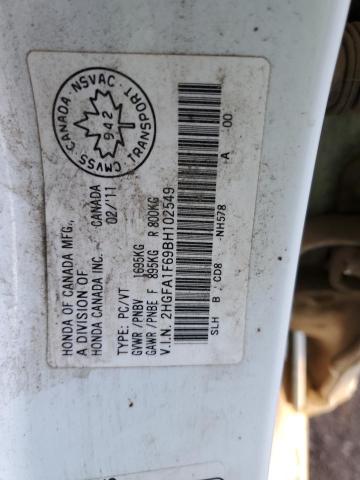 HONDA OF CANADA MFG.,
A DIVISION OF
HONDA CANADA INC. CANADA
02/'11
TYPE: PC/VT
GVWR/PNBV 1695KG
GAWR/PNBE F 895KG R 800KG
V.I.N. 2HGFA1F69BH102549
SLH B CD8 -NH578 -A 00
CMVSS·CANADA·NSVAC
TRANSPORT
942